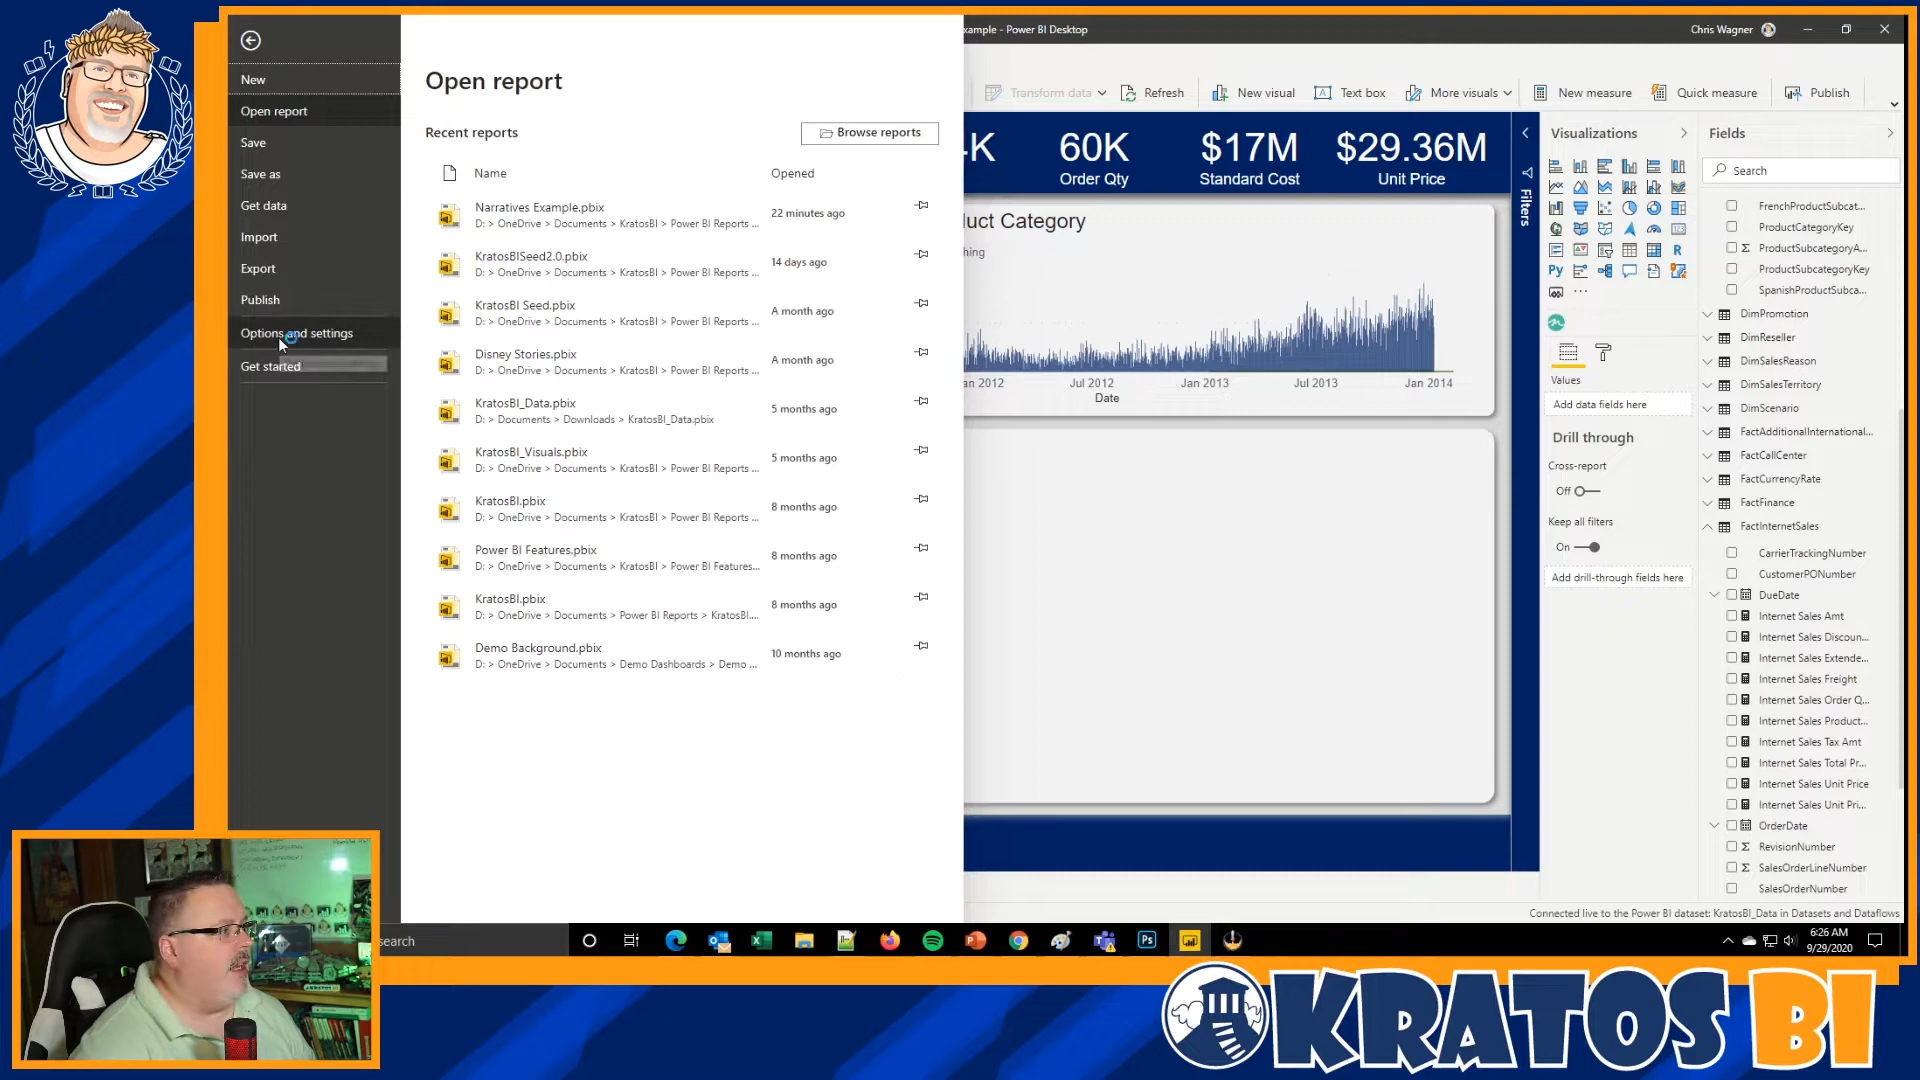 New
Open report
Save
Save as
Get data
Import
Export
Publish
Options and settings
Get started
Open report
Recent reports
Browse reports
Name
Opened
Narratives Example.pbix
D: > OneDrive > Documents > KratosBI > Power BI Reports ...
22 minutes ago
KratosBISeed2.0.pbix
D: > OneDrive > Documents > KratosBI > Power BI Reports ...
14 days ago
KratosBI Seed.pbix
D: > OneDrive > Documents > KratosBI > Power BI Reports ...
A month ago
Disney Stories.pbix
D: > OneDrive > Documents > KratosBI > Power BI Reports ...
A month ago
KratosBI_Data.pbix
D: > Documents > Downloads > KratosBI_Data.pbix
5 months ago
KratosBI_Visuals.pbix
D: > OneDrive > Documents > KratosBI > Power BI Reports ...
5 months ago
KratosBI.pbix
D: > OneDrive > Documents > KratosBI > Power BI Reports ...
8 months ago
Power BI Features.pbix
D: > OneDrive > Documents > KratosBI > Power BI Features...
8 months ago
KratosBI.pbix
D: > OneDrive > Documents > Power BI Reports > KratosBI....
8 months ago
Demo Background.pbix
D: > OneDrive > Documents > Demo Dashboards > Demo ...
10 months ago
xample - Power BI Desktop
Chris Wagner
Transform data
Refresh
New visual
Text box
More visuals
New measure
Quick measure
Publish
K
60K
Order Qty
$17M
Standard Cost
$29.36M
Unit Price
uct Category
hing
an 2012
Jul 2012
Jan 2013
Jul 2013
Jan 2014
Date
Filters
Visualizations
R
Py
Values
Add data fields here
Drill through
Cross-report
Off
Keep all filters
On
Add drill-through fields here
Fields
Search
FrenchProductSubcat...
ProductCategoryKey
ProductSubcategoryA...
ProductSubcategoryKey
SpanishProductSubca...
DimPromotion
DimReseller
DimSalesReason
DimSalesTerritory
DimScenario
FactAdditionalInternational...
FactCallCenter
FactCurrencyRate
FactFinance
FactInternetSales
CarrierTrackingNumber
CustomerPONumber
DueDate
Internet Sales Amt
Internet Sales Discoun...
Internet Sales Extende...
Internet Sales Freight
Internet Sales Order Q...
Internet Sales Product...
Internet Sales Tax Amt
Internet Sales Total Pr...
Internet Sales Unit Price
Internet Sales Unit Pri...
OrderDate
RevisionNumber
SalesOrderLineNumber
SalesOrderNumber
Connected live to the Power BI dataset: KratosBI_Data in Datasets and Dataflows
search
Ps
6:26 AM
9/29/2020
KRATOS BI